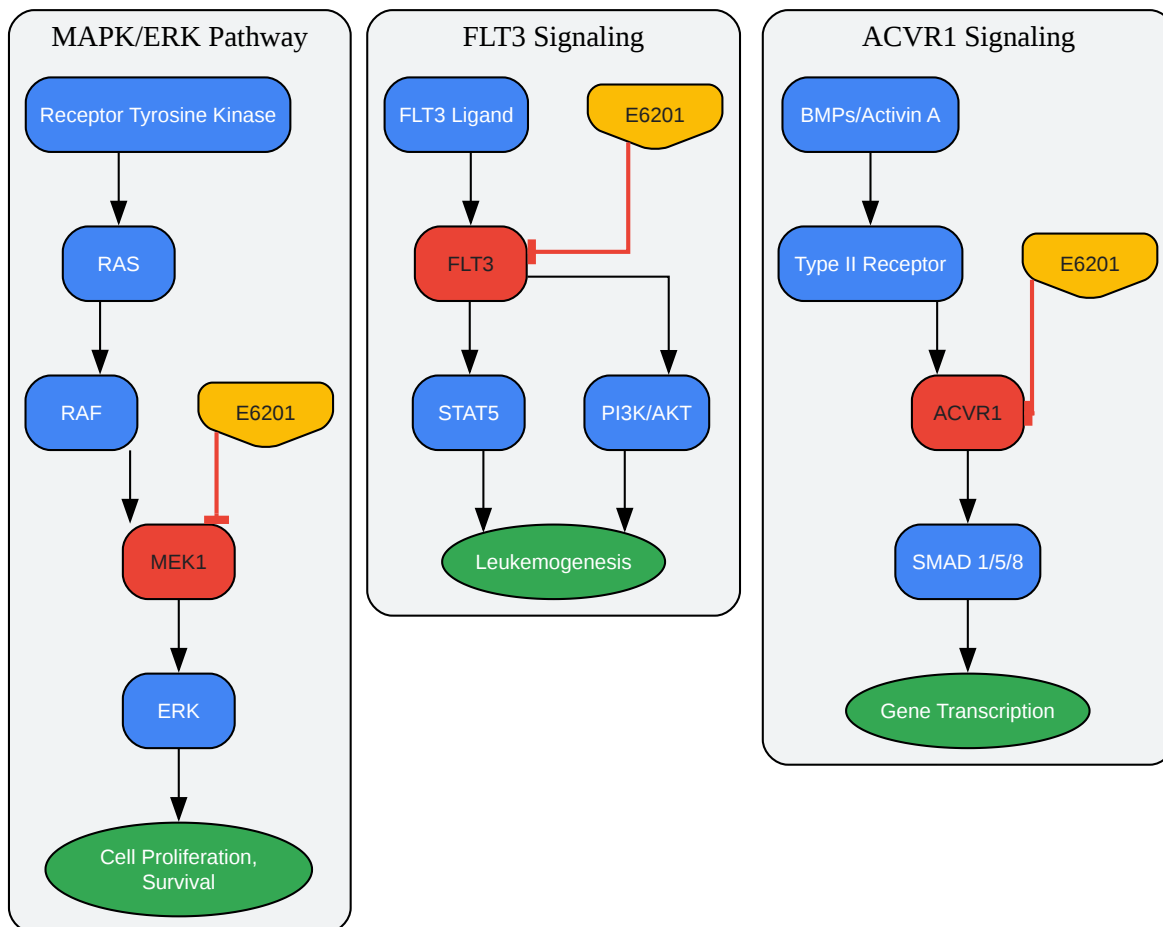 MAPK/ERK Pathway
Receptor Tyrosine Kinase
RAS
RAF
E6201
MEK1
ERK
Cell Proliferation,
Survival
FLT3 Signaling
FLT3 Ligand
E6201
FLT3
STAT5
PI3K/AKT
Leukemogenesis
ACVR1 Signaling
BMPs/Activin A
Type II Receptor
E6201
ACVR1
SMAD 1/5/8
Gene Transcription